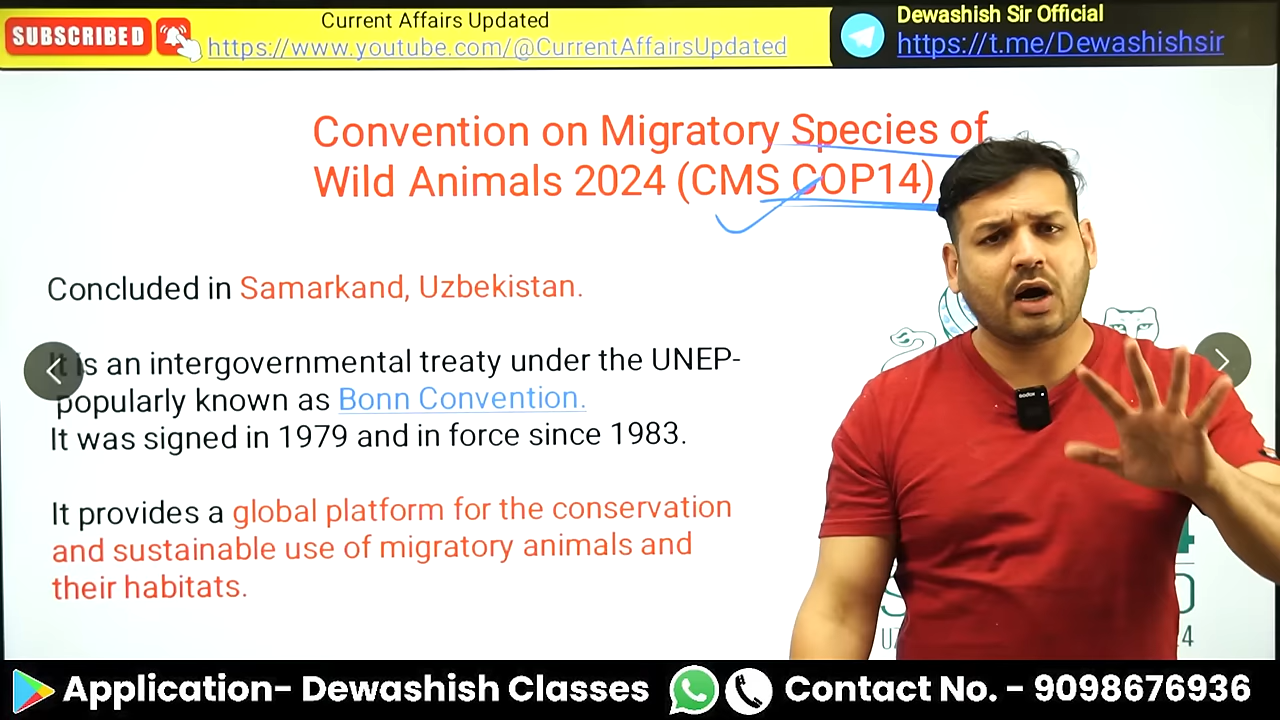 SUBSCRIBED
Current Affairs Updated
https://www.youtube.com/@CurrentAffairsUpdated
Dewashish Sir Official
https://t.me/Dewashishsir
Convention on Migratory Species of
Wild Animals 2024 (CMS COP14)
Concluded in Samarkand, Uzbekistan.
It is an intergovernmental treaty under the UNEP-
popularly known as Bonn Convention.
It was signed in 1979 and in force since 1983.
It provides a global platform for the conservation
and sustainable use of migratory animals and
their habitats.
Application- Dewashish Classes
Contact No. - 9098676936